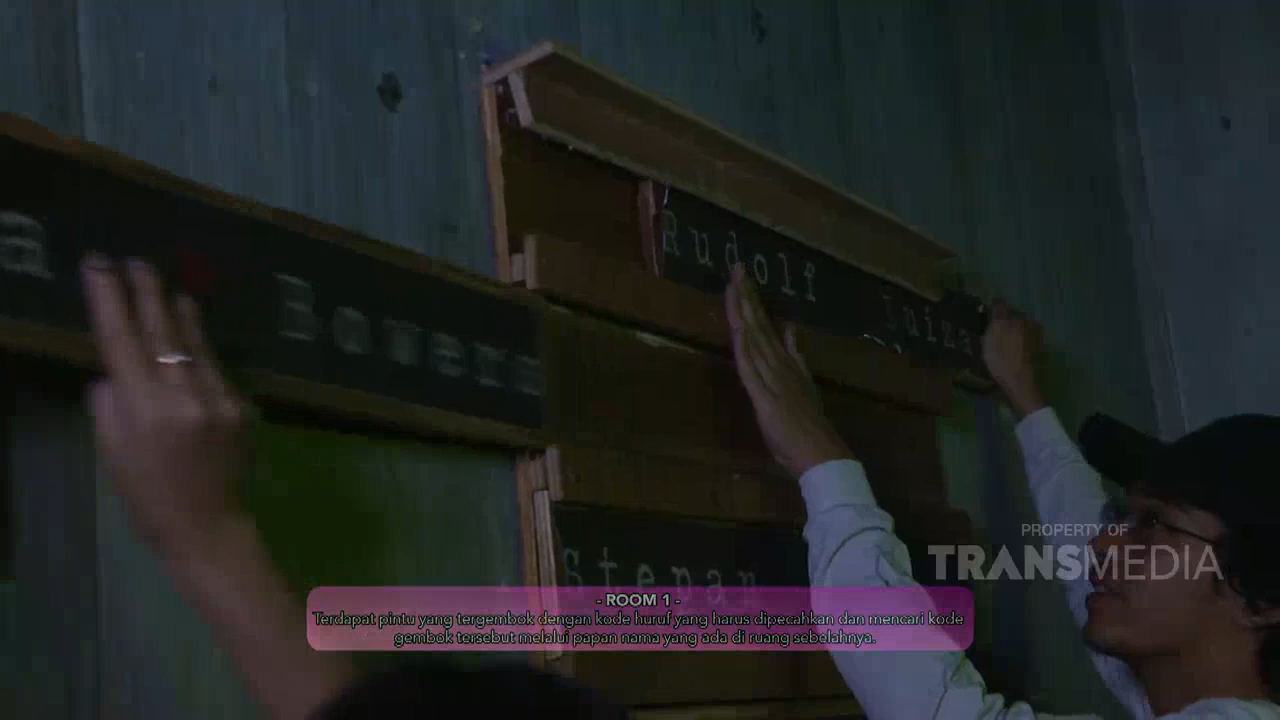 a Bavera
Rudolf Luiza
Stepan
PROPERTY OF
TRANSMEDIA
- ROOM 1 -
Terdapat pintu yang tergembok dengan kode huruf yang harus dipecahkan dan mencari kode
gembok tersebut melalui papan nama yang ada di ruang sebelahnya.